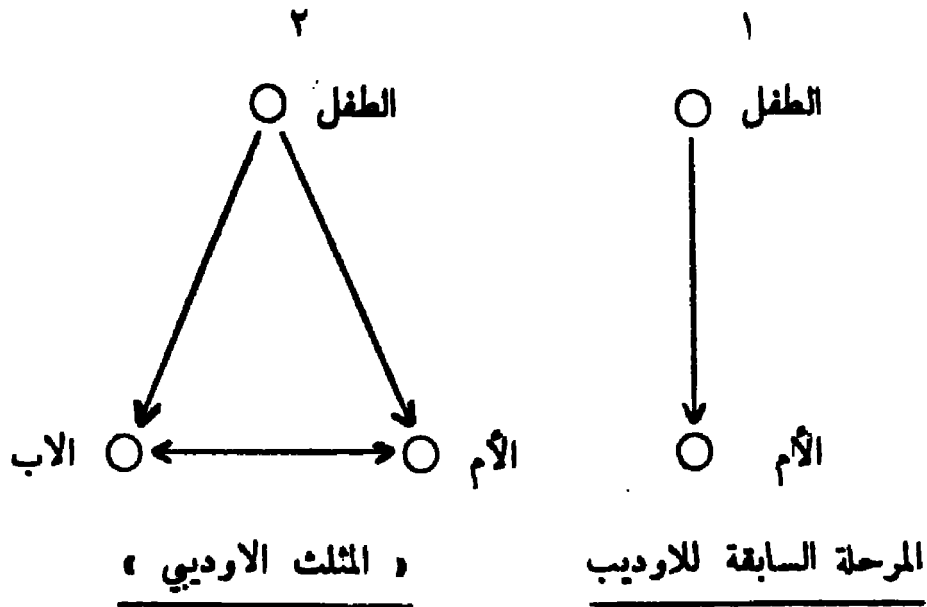 ١ ٢
الطفل الطفل
الأم الأم الاب
المرحلة السابقة للاوديب « المثلث الاوديبي »